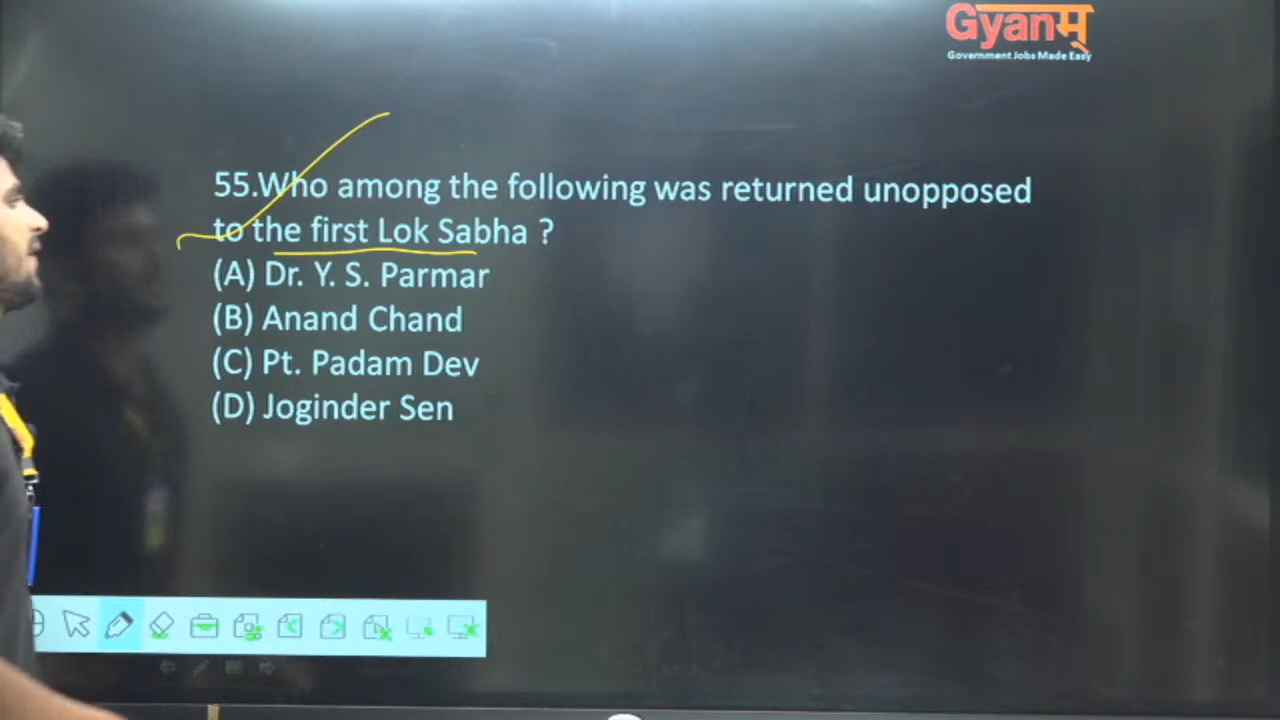 Gyanम्
Government Jobs Made Easy
55.Who among the following was returned unopposed
to the first Lok Sabha ?
(A) Dr. Y. S. Parmar
(B) Anand Chand
(C) Pt. Padam Dev
(D) Joginder Sen